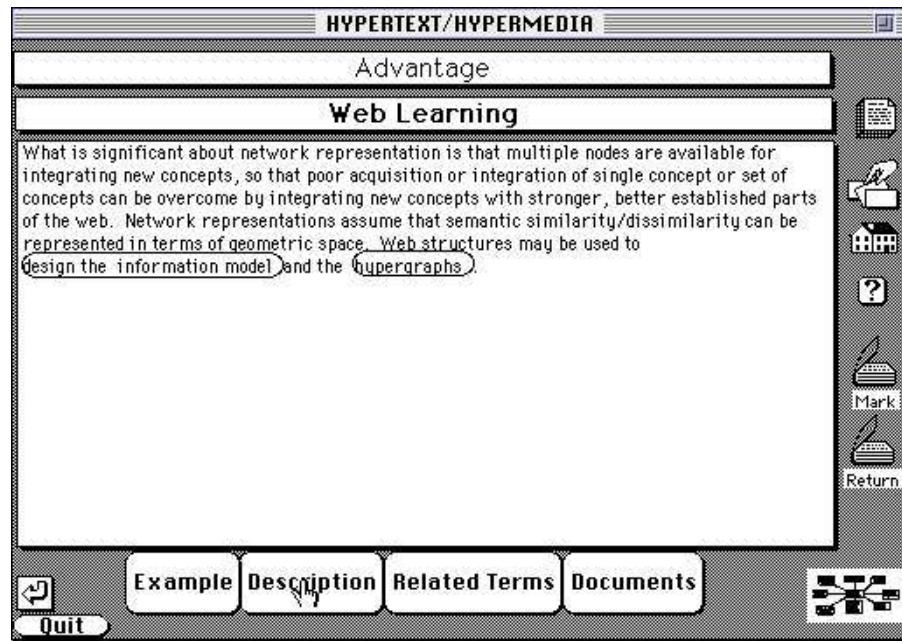 HYPERTEXT/HYPERMEDIA
Advantage
Web Learning
What is significant about network representation is that multiple nodes are available for
integrating new concepts, so that poor acquisition or integration of single concept or set of
concepts can be overcome by integrating new concepts with stronger, better established parts
of the web. Network representations assume that semantic similarity/dissimilarity can be
represented in terms of geometric space. Web structures may be used to
design the information model and the hypergraphs.
?
Mark
Return
Example Description Related Terms Documents
Quit